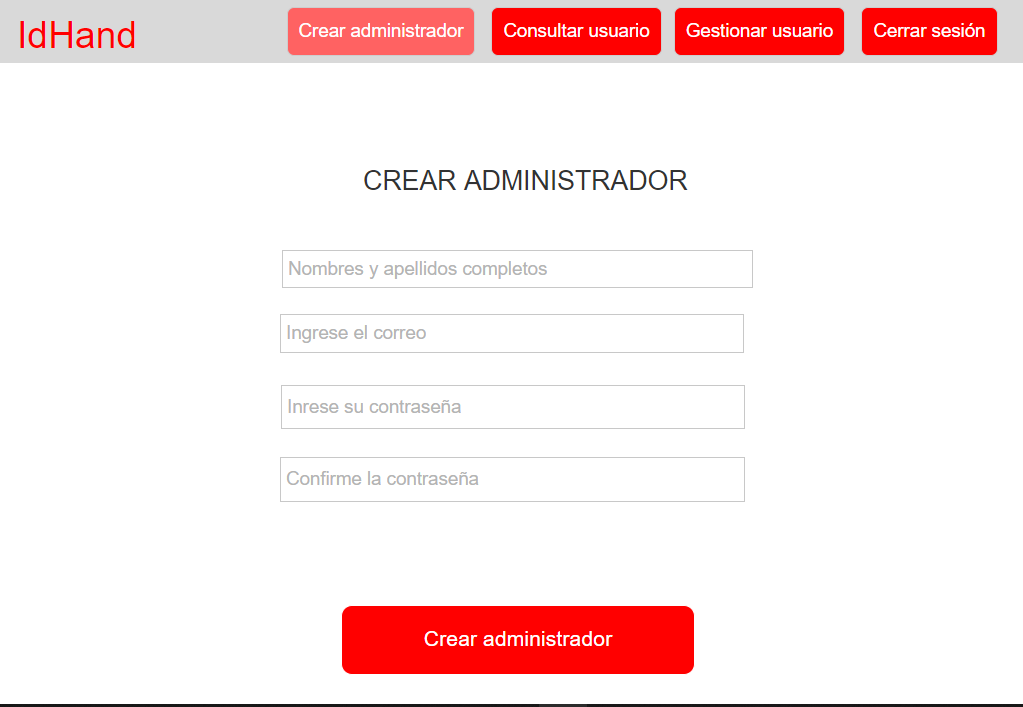 IdHand
Crear administrador
Consultar usuario
Gestionar usuario
Cerrar sesión
CREAR ADMINISTRADOR
Nombres y apellidos completos
Ingrese el correo
Inrese su contraseña
Confirme la contraseña
Crear administrador